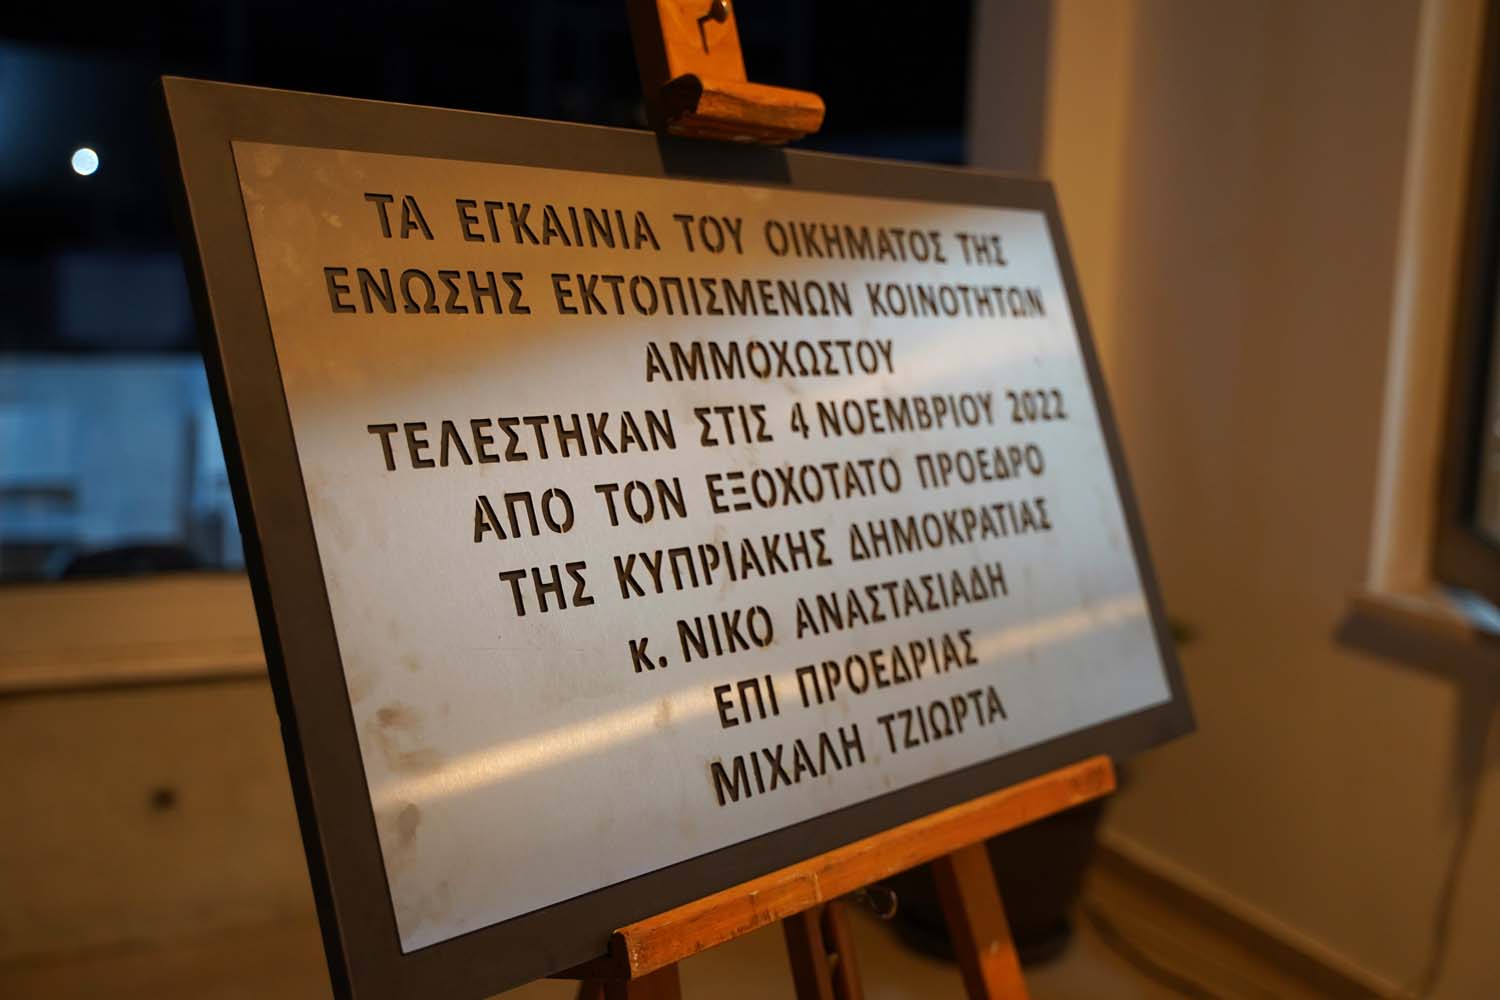 ΤΑ ΕΓΚΑΙΝΙΑ ΤΟΥ ΟΙΚΗΜΑΤΟΣ ΤΗΣ
ΕΝΩΣΗΣ ΕΚΤΟΠΙΣΜΕΝΩΝ ΚΟΙΝΟΤΗΤΩΝ
ΑΜΜΟΧΩΣΤΟΥ
ΤΕΛΕΣΤΗΚΑΝ ΣΤΙΣ 4 ΝΟΕΜΒΡΙΟΥ 2022
ΑΠΟ ΤΟΝ ΕΞΟΧΟΤΑΤΟ ΠΡΟΕΔΡΟ
ΤΗΣ ΚΥΠΡΙΑΚΗΣ ΔΗΜΟΚΡΑΤΙΑΣ
κ. ΝΙΚΟ ΑΝΑΣΤΑΣΙΑΔΗ
ΕΠΙ ΠΡΟΕΔΡΙΑΣ
ΜΙΧΑΛΗ ΤΖΙΩΡΤΑ